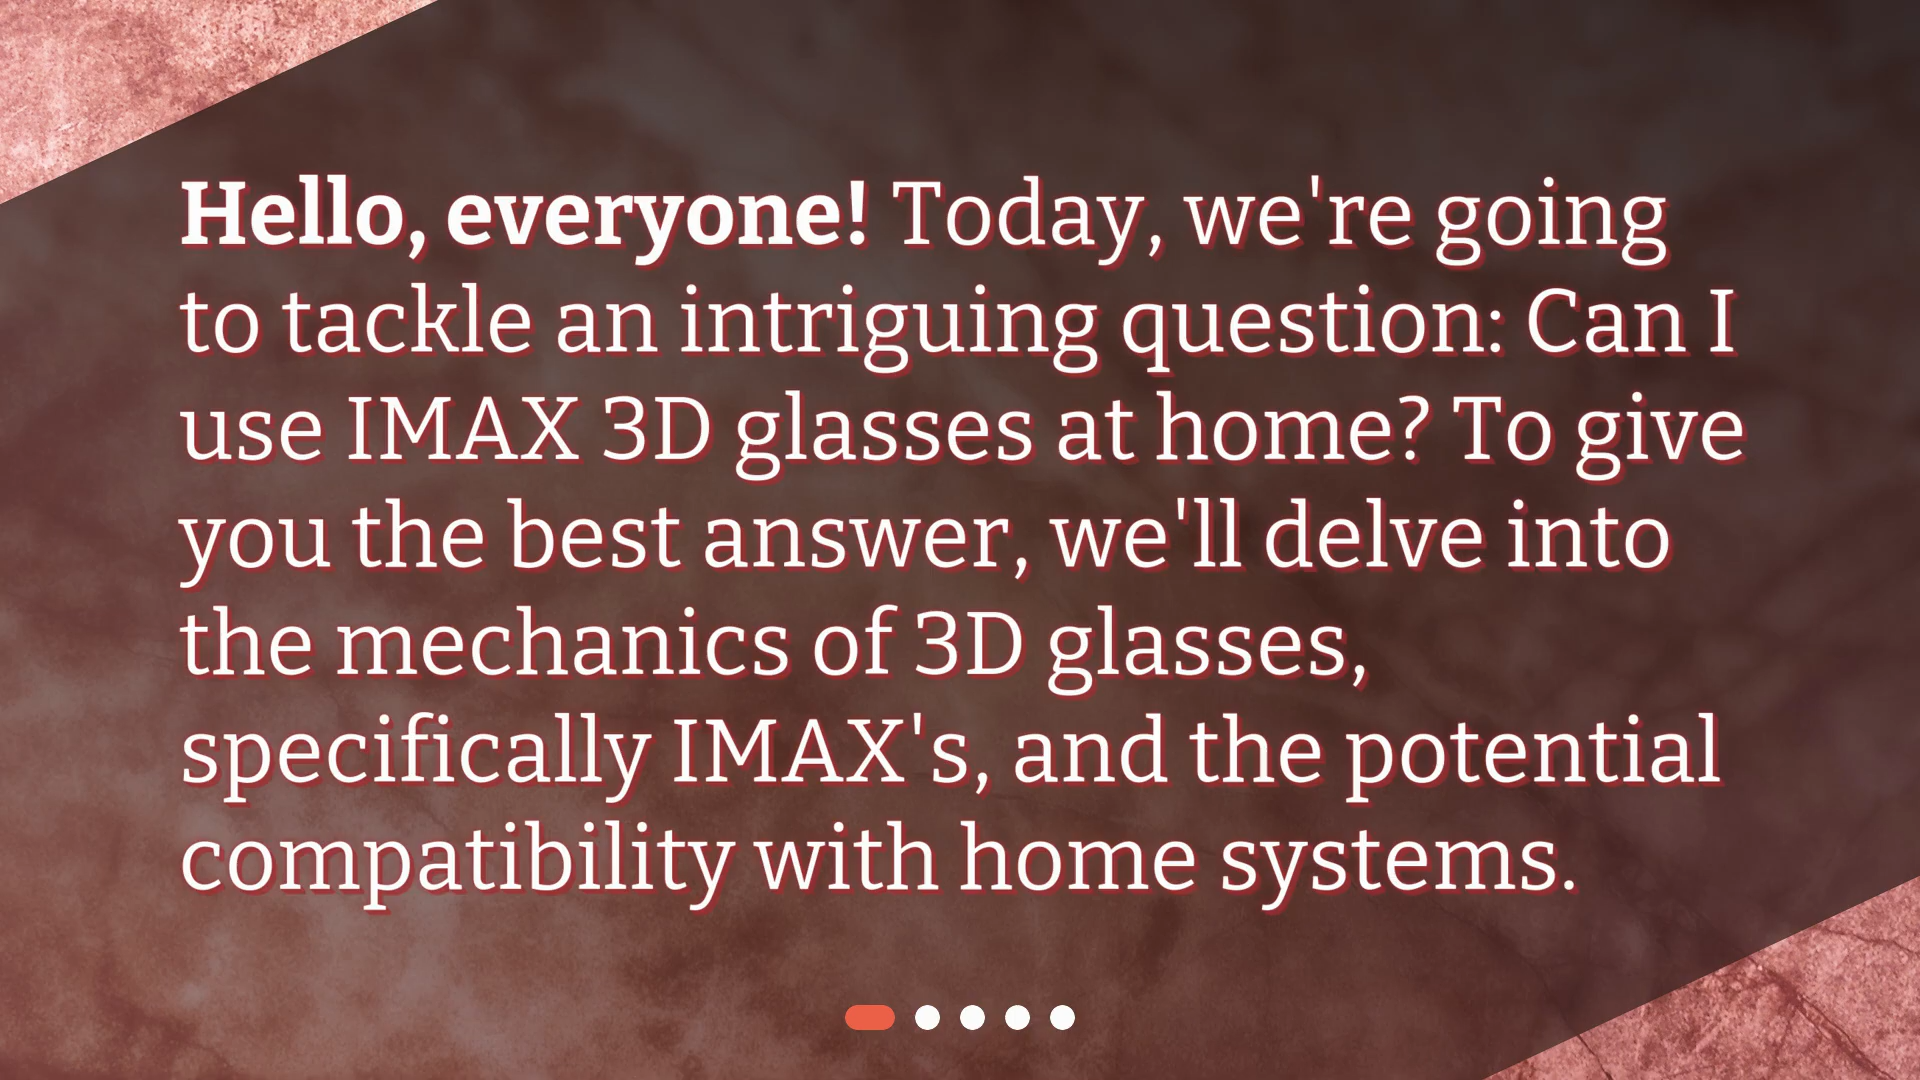 Hello, everyone! Today, we're going
to tackle an intriguing question: Can I
use IMAX 3D glasses at home? To give
you the best answer, we'll delve into
the mechanics of 3D glasses,
specifically IMAX's, and the potential
compatibility with home systems.